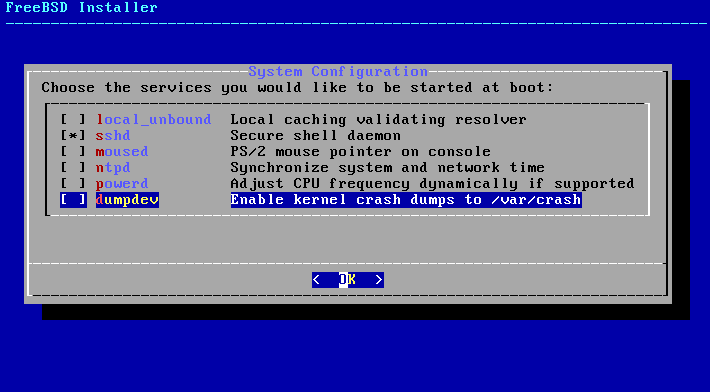 FreeBSD Installer
System Configuration
Choose the services you would like to be started at boot:
[ ] local_unbound Local caching validating resolver
[*] sshd Secure shell daemon
[ ] moused PS/2 mouse pointer on console
[ ] ntpd Synchronize system and network time
[ ] powerd Adjust CPU frequency dynamically if supported
[ ] dumpdev Enable kernel crash dumps to /var/crash
< OK >